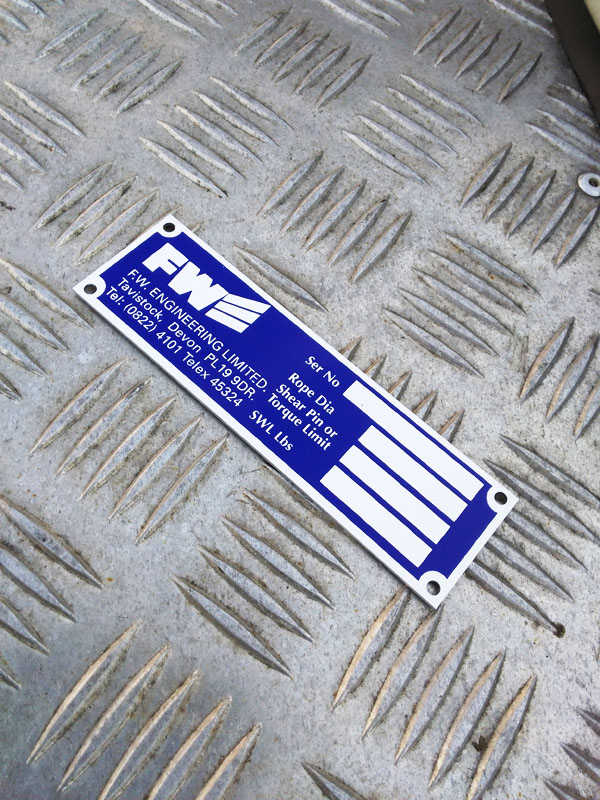 FWE
F.W. ENGINEERING LIMITED.
Tavistock, Devon PL19 9DR.
Tel: (0822) 4101 Telex 45324
Ser No
Rope Dia
Shear Pin or
Torque Limit
SWL Lbs